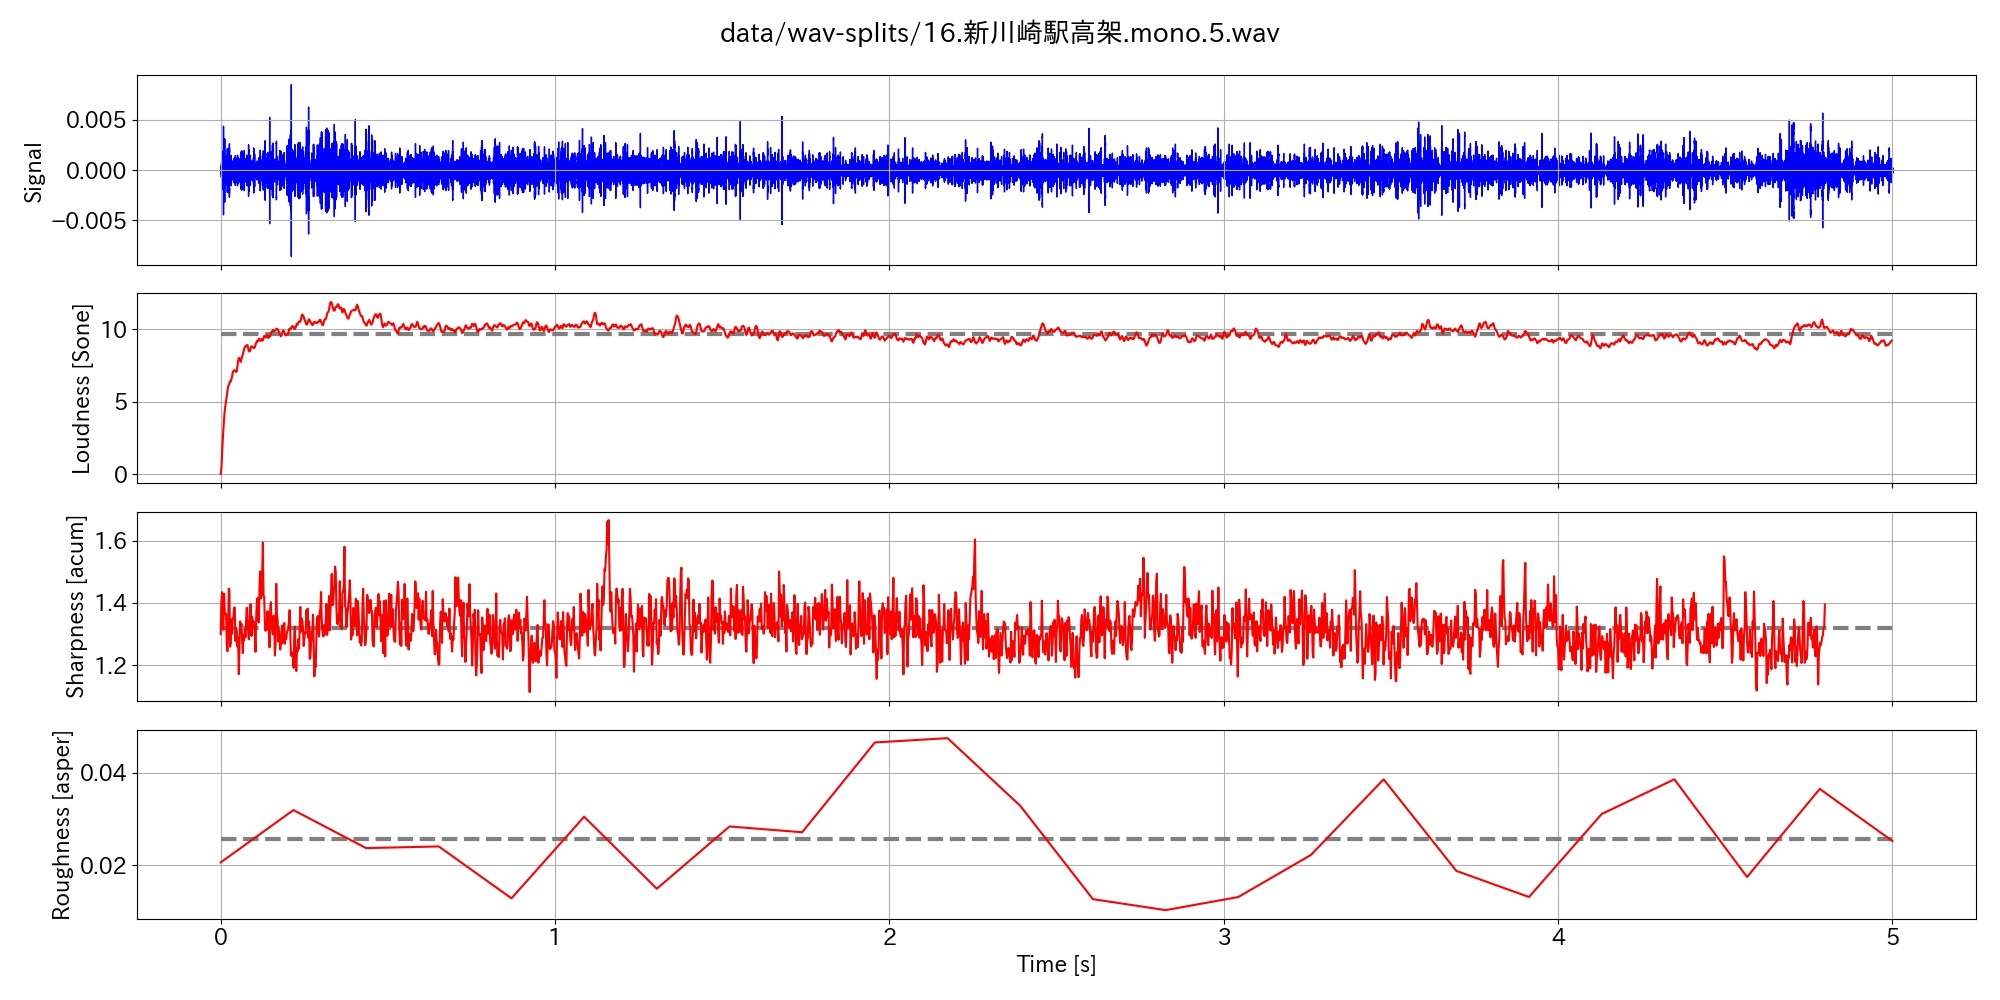 data/wav-splits/16.新川崎駅高架.mono.5.wav
Signal
0.005
0.000
−0.005
Loudness [Sone]
10
5
0
Sharpness [acum]
1.6
1.4
1.2
Roughness [asper]
0.04
0.02
0 1 2 3 4 5
Time [s]